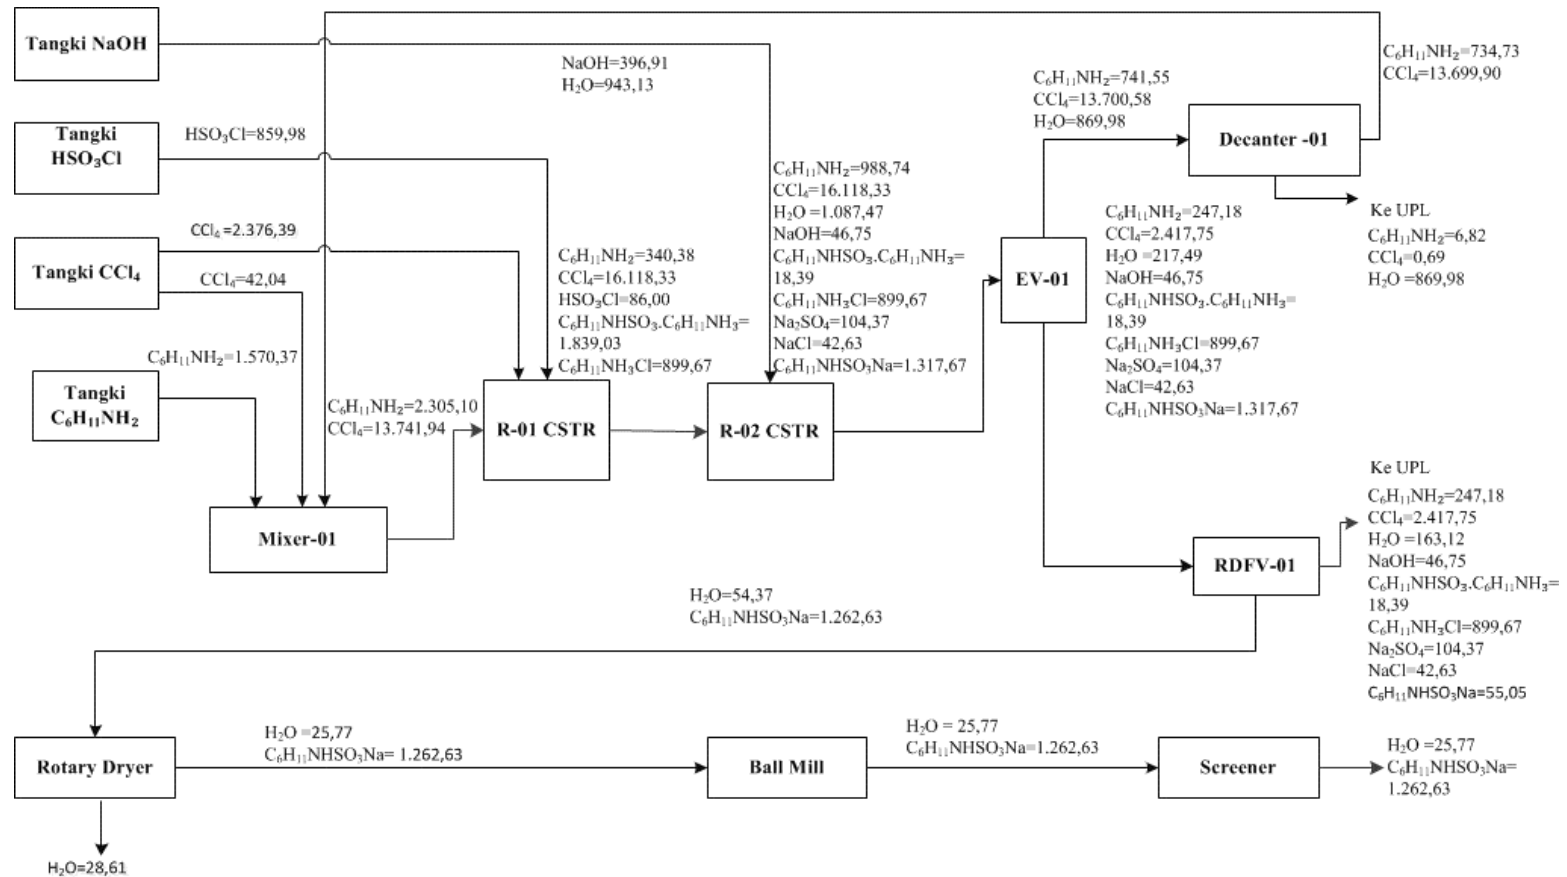 Tangki NaOH
NaOH=396,91
H₂O=943,13
C₆H₁₁NH₂=734,73
CCl₄=13.699,90
C₆H₁₁NH₂=741,55
CCl₄=13.700,58
H₂O=869,98
Decanter -01
Tangki
HSO₃Cl
HSO₃Cl=859,98
Ke UPL
C₆H₁₁NH₂=6,82
CCl₄=0,69
H₂O =869,98
C₆H₁₁NH₂=988,74
CCl₄=16.118,33
H₂O =1.087,47
NaOH=46,75
C₆H₁₁NHSO₃.C₆H₁₁NH₃=
18,39
C₆H₁₁NH₃Cl=899,67
Na₂SO₄=104,37
NaCl=42,63
C₆H₁₁NHSO₃Na=1.317,67
C₆H₁₁NH₂=247,18
CCl₄=2.417,75
H₂O =217,49
NaOH=46,75
C₆H₁₁NHSO₃.C₆H₁₁NH₃=
18,39
C₆H₁₁NH₃Cl=899,67
Na₂SO₄=104,37
NaCl=42,63
C₆H₁₁NHSO₃Na=1.317,67
Tangki CCl₄
CCl₄ =2.376,39
CCl₄=42,04
C₆H₁₁NH₂=340,38
CCl₄=16.118,33
HSO₃Cl=86,00
C₆H₁₁NHSO₃.C₆H₁₁NH₃=
1.839,03
C₆H₁₁NH₃Cl=899,67
EV-01
C₆H₁₁NH₂=1.570,37
Tangki
C₆H₁₁NH₂
C₆H₁₁NH₂=2.305,10
CCl₄=13.741,94
R-01 CSTR
R-02 CSTR
Mixer-01
RDFV-01
Ke UPL
C₆H₁₁NH₂=247,18
CCl₄=2.417,75
H₂O =163,12
NaOH=46,75
C₆H₁₁NHSO₃.C₆H₁₁NH₃=
18,39
C₆H₁₁NH₃Cl=899,67
Na₂SO₄=104,37
NaCl=42,63
C₆H₁₁NHSO₃Na=55,05
H₂O=54,37
C₆H₁₁NHSO₃Na=1.262,63
Rotary Dryer
H₂O =25,77
C₆H₁₁NHSO₃Na= 1.262,63
Ball Mill
H₂O = 25,77
C₆H₁₁NHSO₃Na=1.262,63
Screener
H₂O =25,77
C₆H₁₁NHSO₃Na=
1.262,63
H₂O=28,61